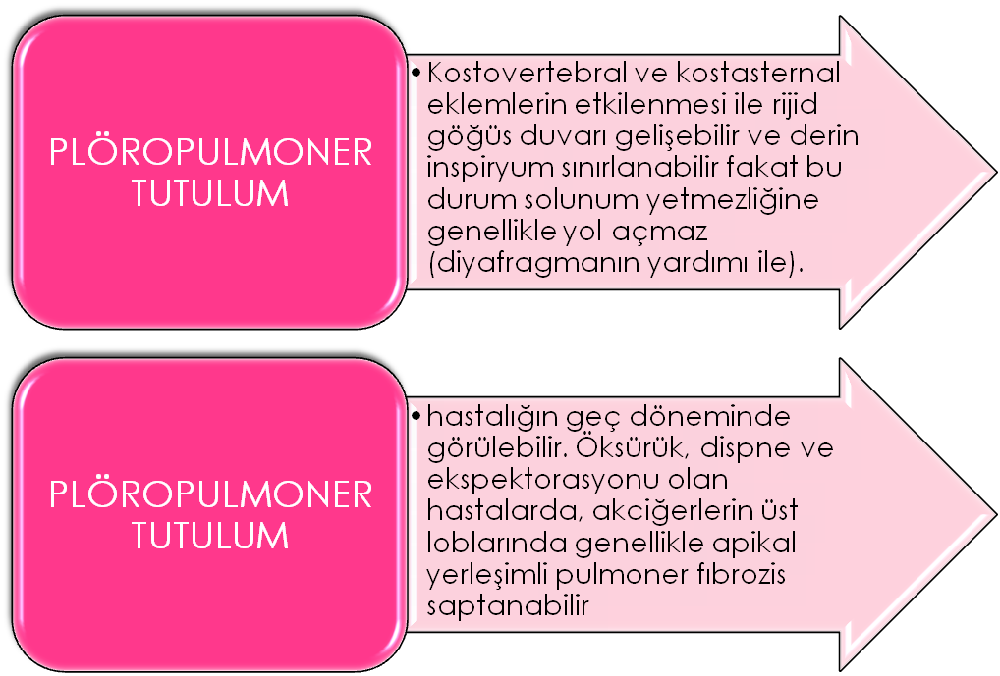 PLÖROPULMONER
TUTULUM
•Kostovertebral ve kostasternal
eklemlerin etkilenmesi ile rijid
göğüs duvarı gelişebilir ve derin
inspiryum sınırlanabilir fakat bu
durum solunum yetmezliğine
genellikle yol açmaz
(diyafragmanın yardımı ile).
PLÖROPULMONER
TUTULUM
•hastalığın geç döneminde
görülebilir. Öksürük, dispne ve
ekspektorasyonu olan
hastalarda, akciğerlerin üst
loblarında genellikle apikal
yerleşimli pulmoner fıbrozis
saptanabilir